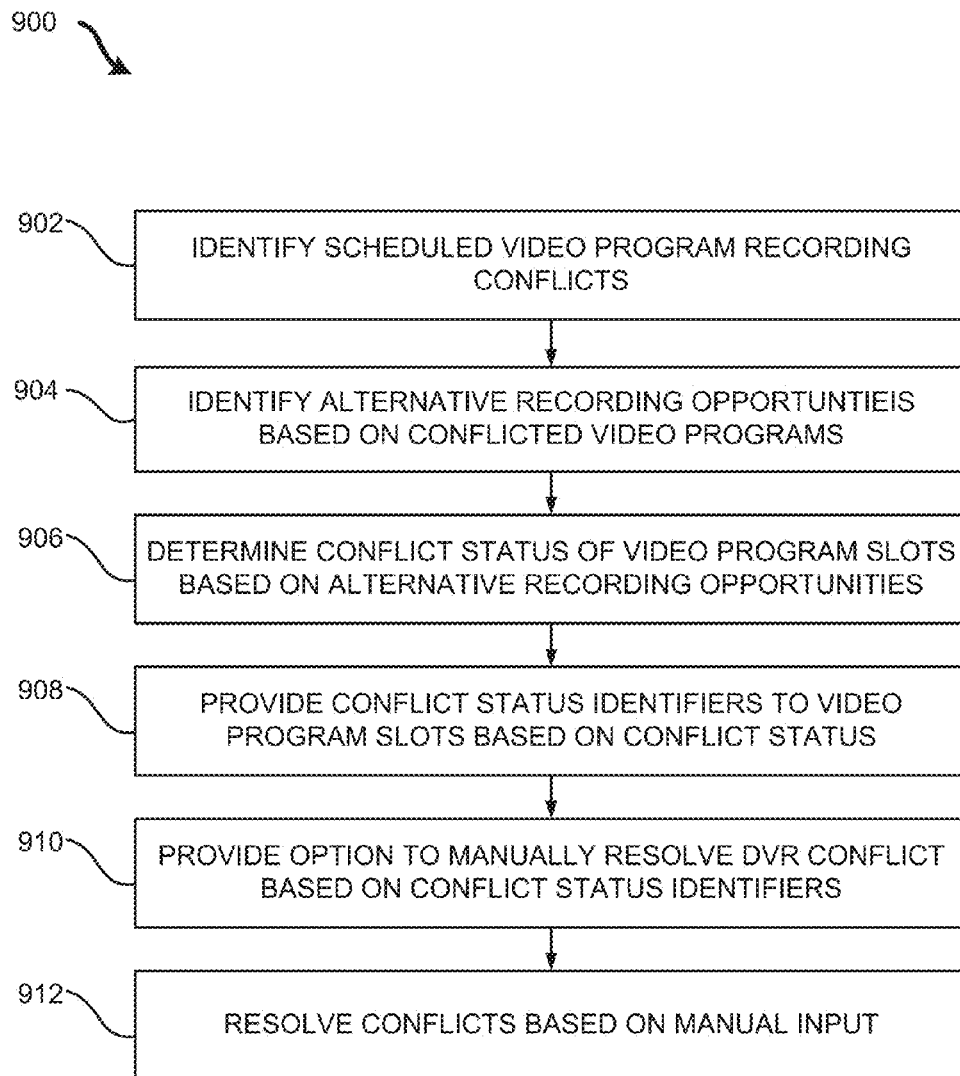 900
902
IDENTIFY SCHEDULED VIDEO PROGRAM RECORDING
CONFLICTS
904
IDENTIFY ALTERNATIVE RECORDING OPPORTUNTIEIS
BASED ON CONFLICTED VIDEO PROGRAMS
906
DETERMINE CONFLICT STATUS OF VIDEO PROGRAM SLOTS
BASED ON ALTERNATIVE RECORDING OPPORTUNITIES
908
PROVIDE CONFLICT STATUS IDENTIFIERS TO VIDEO
PROGRAM SLOTS BASED ON CONFLICT STATUS
910
PROVIDE OPTION TO MANUALLY RESOLVE DVR CONFLICT
BASED ON CONFLICT STATUS IDENTIFIERS
912
RESOLVE CONFLICTS BASED ON MANUAL INPUT